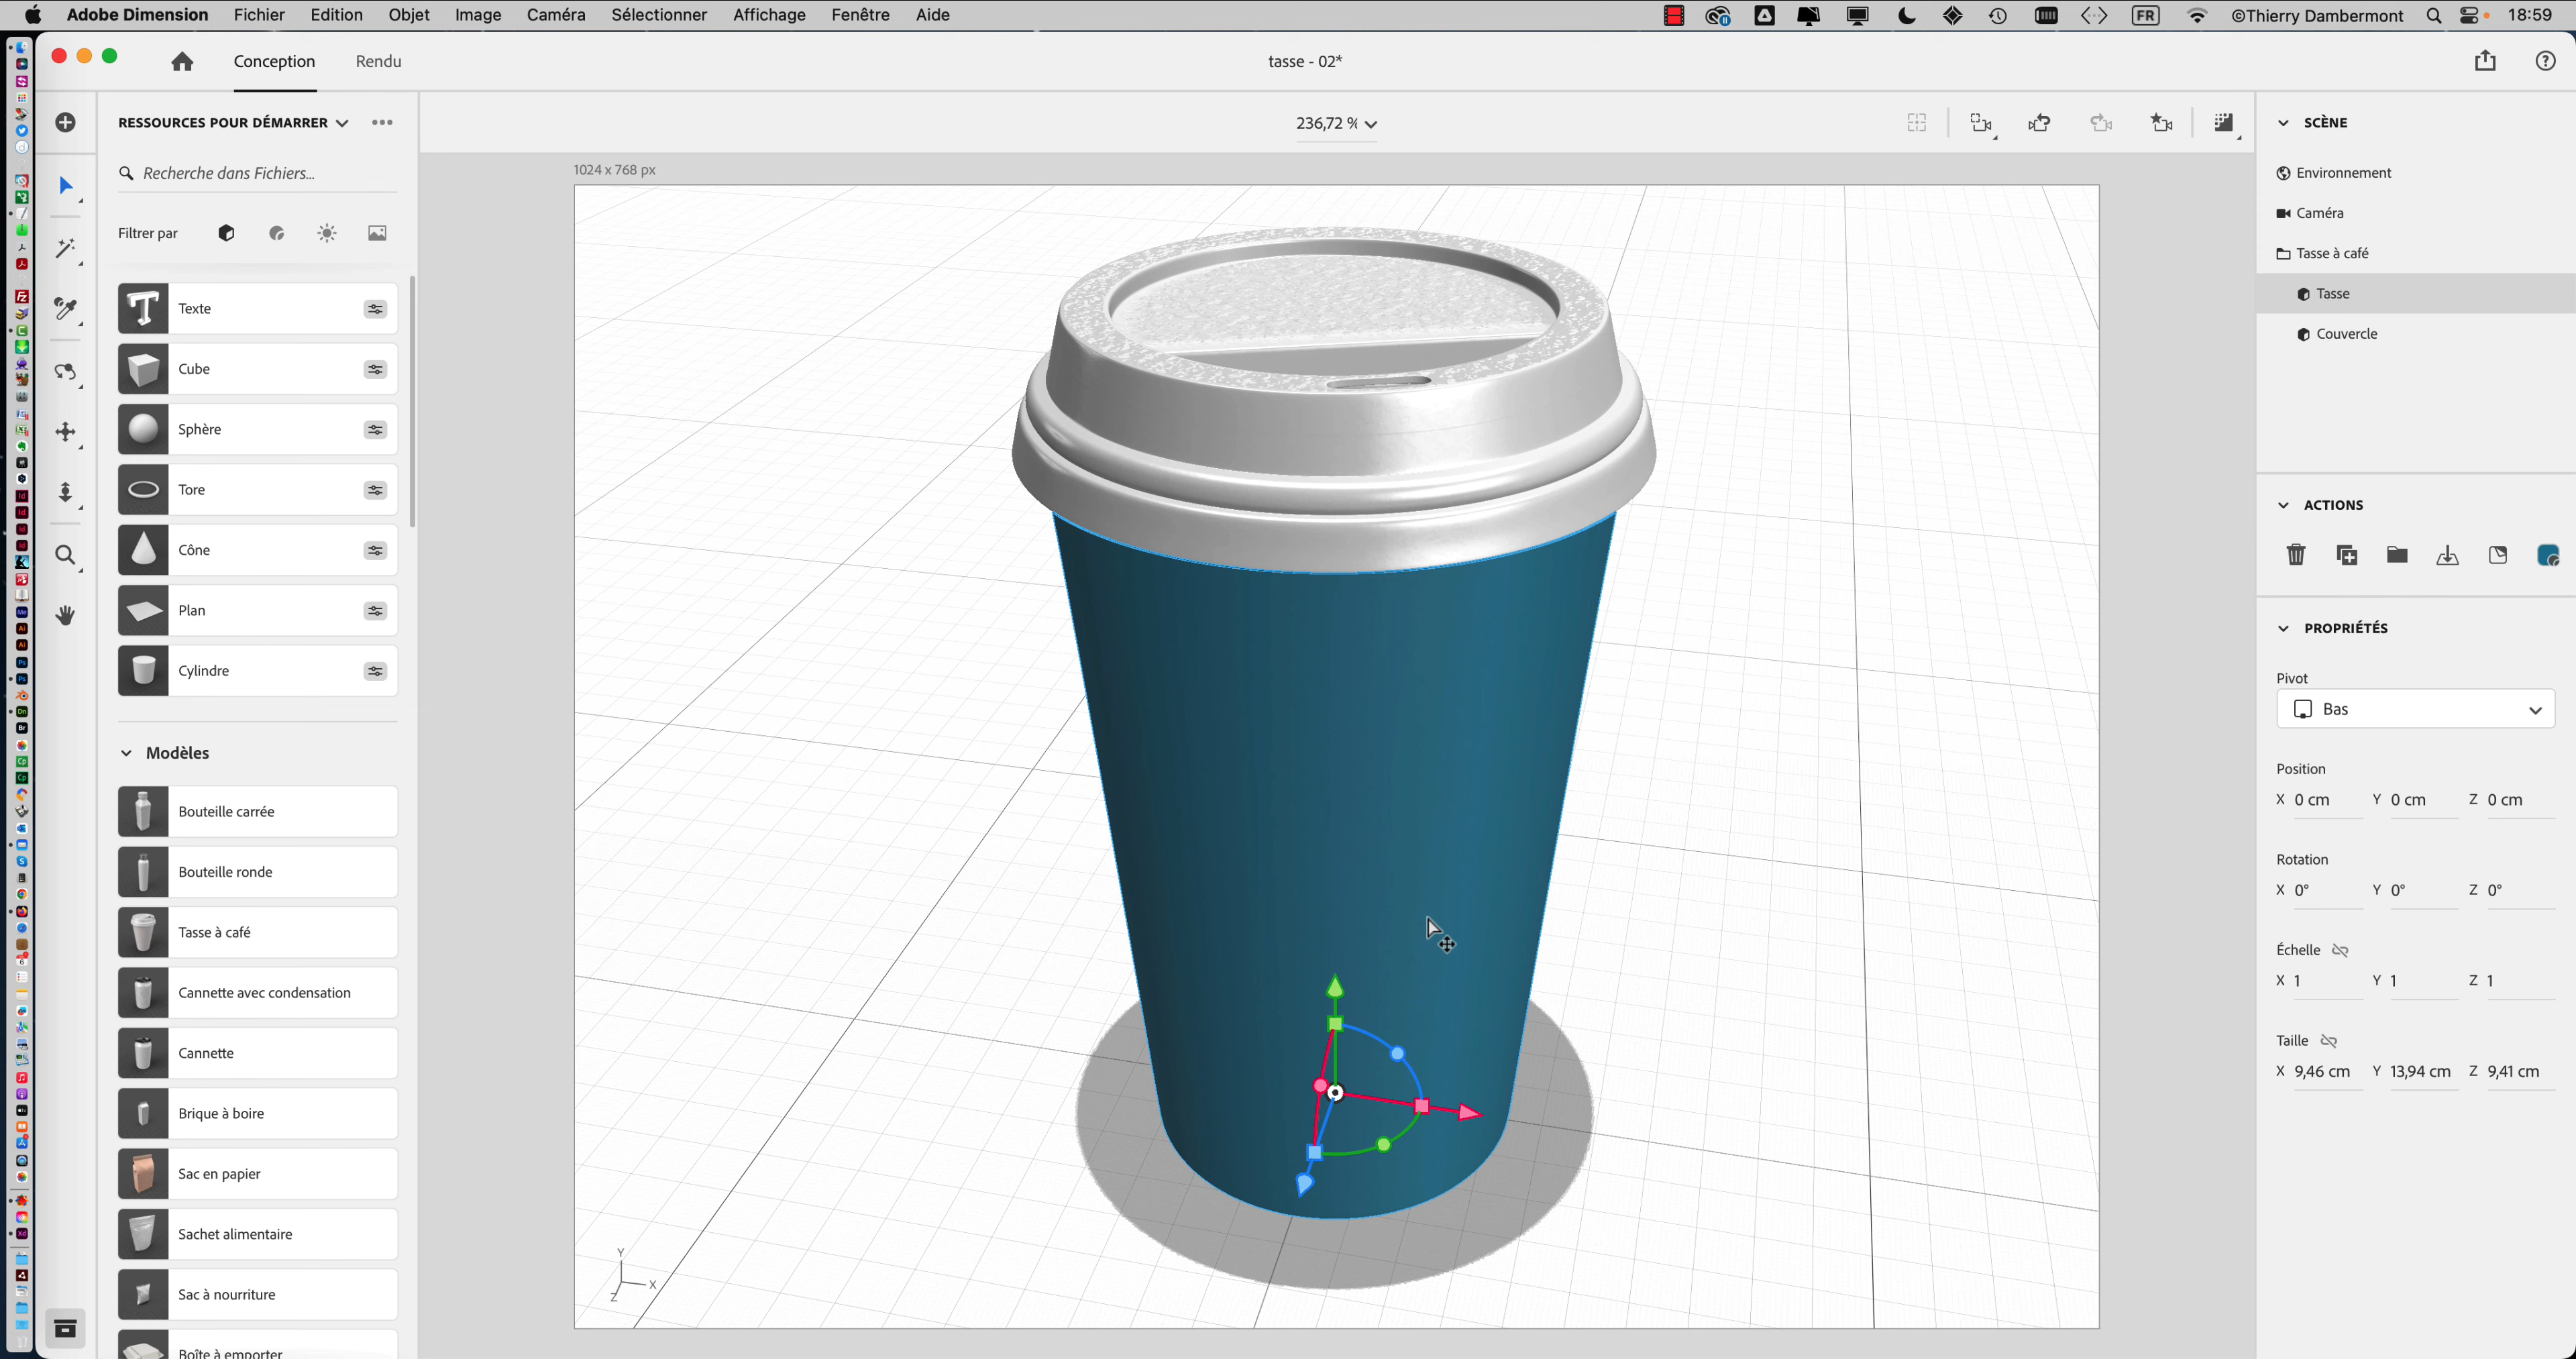 Adobe Dimension Fichier Edition Objet Image Caméra Sélectionner Affichage Fenêtre Aide FR ©Thierry Dambermont 18:59
Conception Rendu tasse - 02*
RESSOURCES POUR DÉMARRER
236,72 %
Recherche dans Fichiers...
Filtrer par
Texte
Cube
Sphère
Tore
Cône
Plan
Cylindre
Modèles
Bouteille carrée
Bouteille ronde
Tasse à café
Cannette avec condensation
Cannette
Brique à boire
Sac en papier
Sachet alimentaire
Sac à nourriture
Boîte à emporter
1024 x 768 px
Y
X
Z
SCÈNE
Environnement
Caméra
Tasse à café
Tasse
Couvercle
ACTIONS
PROPRIÉTÉS
Pivot
Bas
Position
X 0 cm Y 0 cm Z 0 cm
Rotation
X 0° Y 0° Z 0°
Échelle
X 1 Y 1 Z 1
Taille
X 9,46 cm Y 13,94 cm Z 9,41 cm